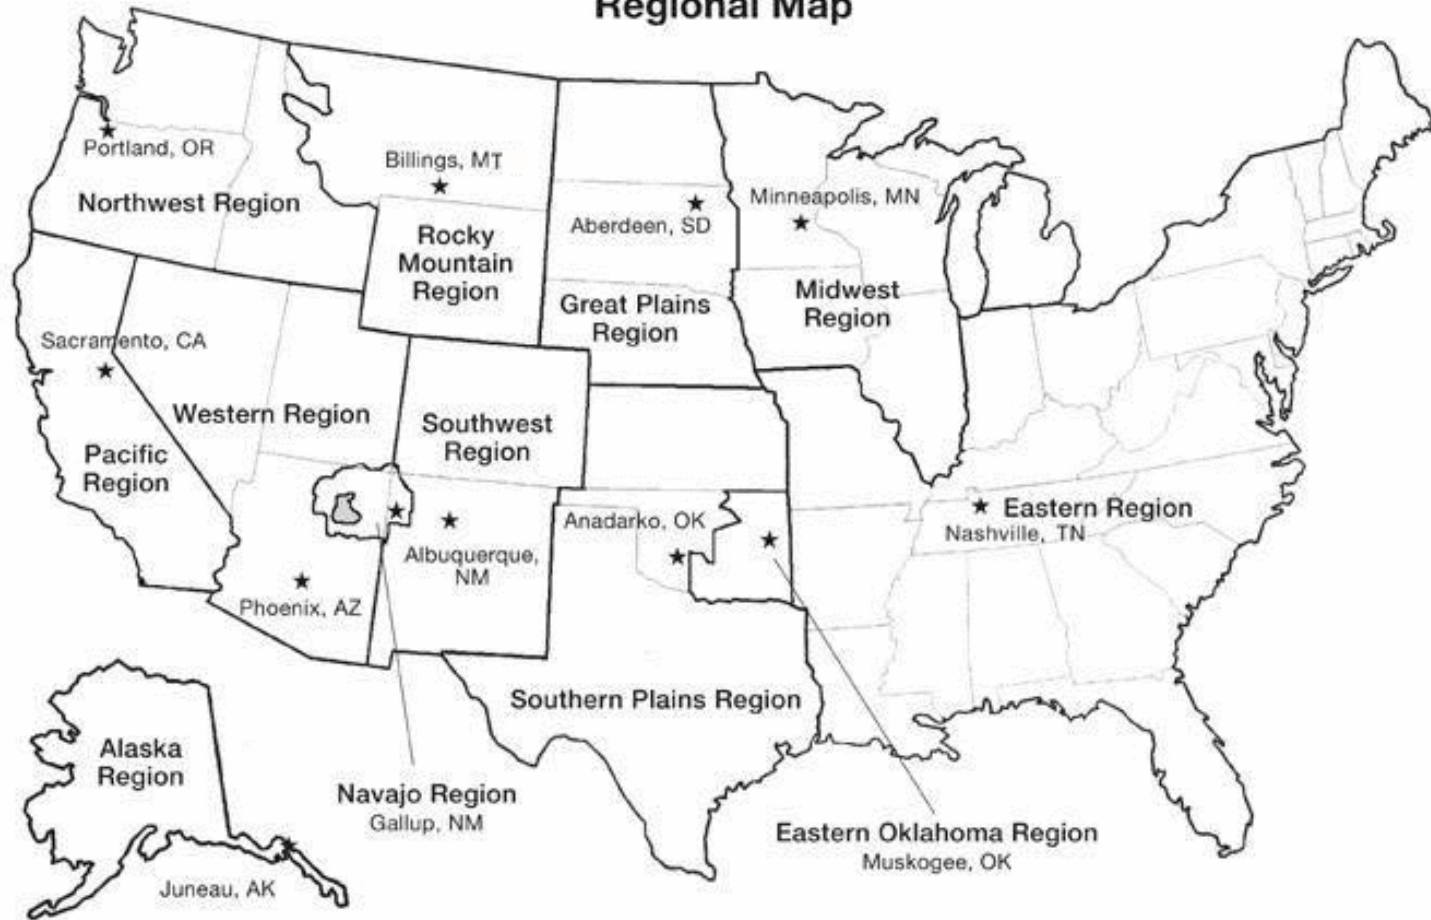 Regional Map
Portland, OR
Northwest Region
Billings, MT
Rocky
Mountain
Region
Aberdeen, SD
Great Plains
Region
Minneapolis, MN
Midwest
Region
Sacramento, CA
Pacific
Region
Western Region
Southwest
Region
Phoenix, AZ
Albuquerque,
NM
Anadarko, OK
Eastern Region
Nashville, TN
Southern Plains Region
Alaska
Region
Juneau, AK
Navajo Region
Gallup, NM
Eastern Oklahoma Region
Muskogee, OK